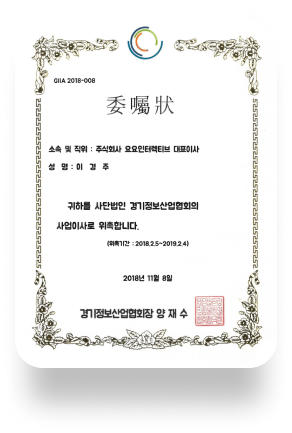 GIIA 2018-008
委囑狀
소속 및 직위 : 주식회사 요요인터렉티브 대표이사
성 명 : 이 경 주
귀하를 사단법인 경기정보산업협회의
사업이사로 위촉합니다.
(위촉기간 : 2018.2.5~2019.2.4)
2018년 11월 8일
경기정보산업협회장 양 재 수